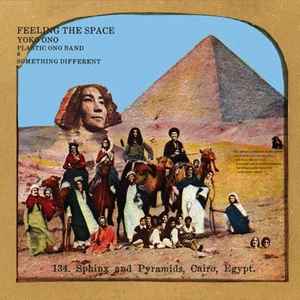 FEELING THE SPACE
YOKO ONO
PLASTIC ONO BAND
&
SOMETHING DIFFERENT
134. Sphinx and Pyramids, Cairo, Egypt.